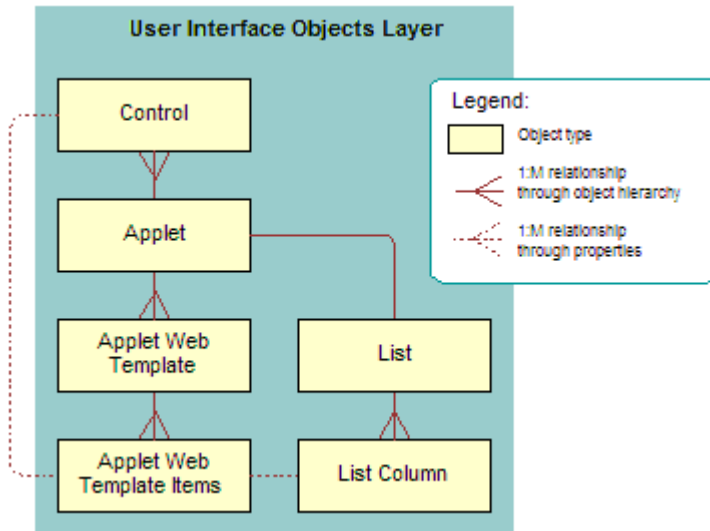 User Interface Objects Layer
Control
Legend:
Object type
1:M relationship
through object hierarchy
1:M relationship
through properties
Applet
Applet Web
Template
List
Applet Web
Template Items
List Column